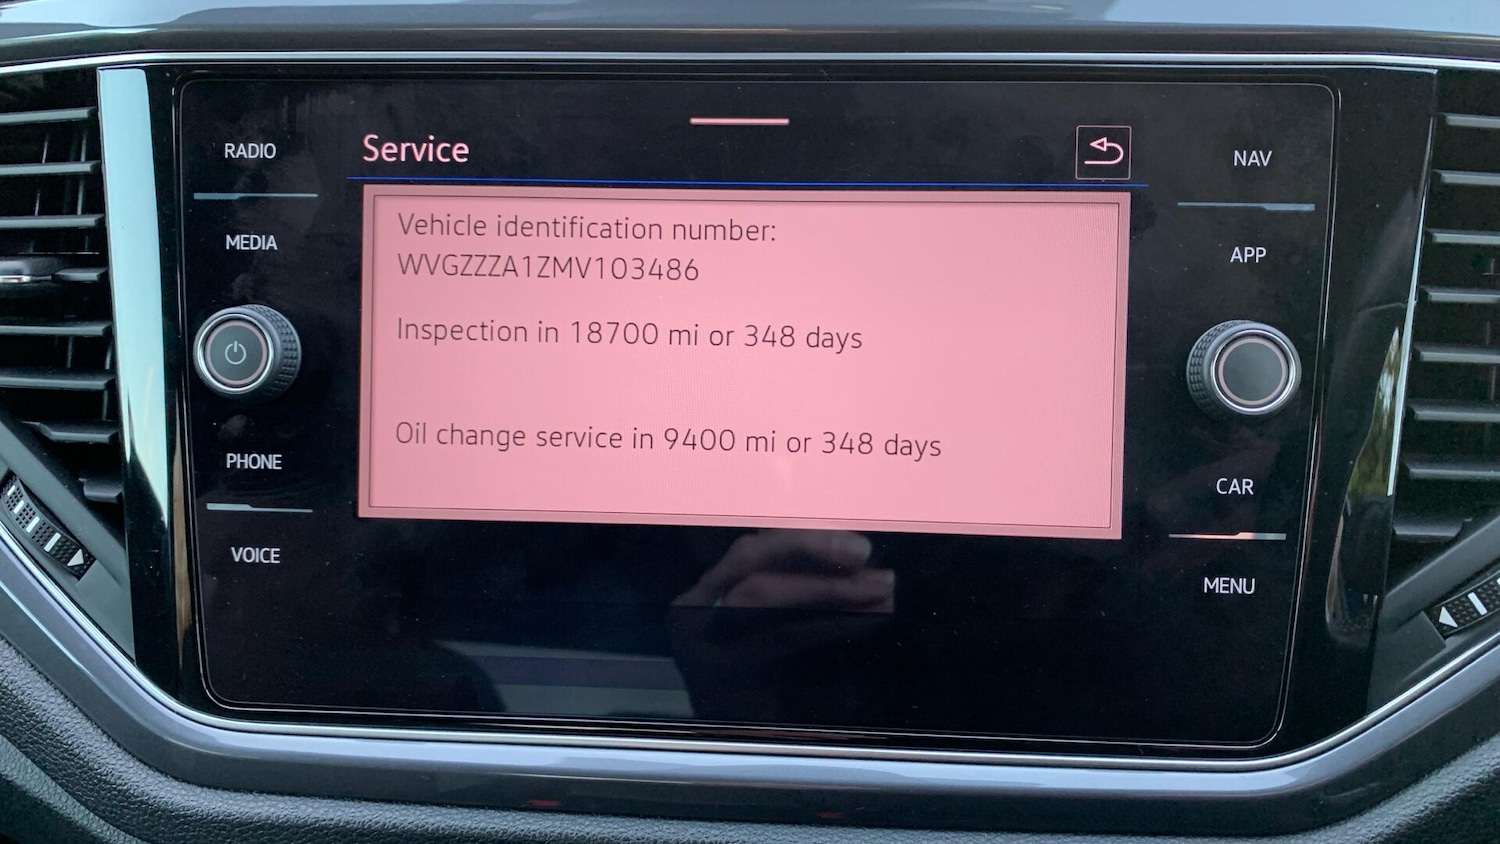 RADIO
MEDIA
PHONE
VOICE
Service
Vehicle identification number:
WVGZZZA1ZMV103486
Inspection in 18700 mi or 348 days
Oil change service in 9400 mi or 348 days
NAV
APP
CAR
MENU